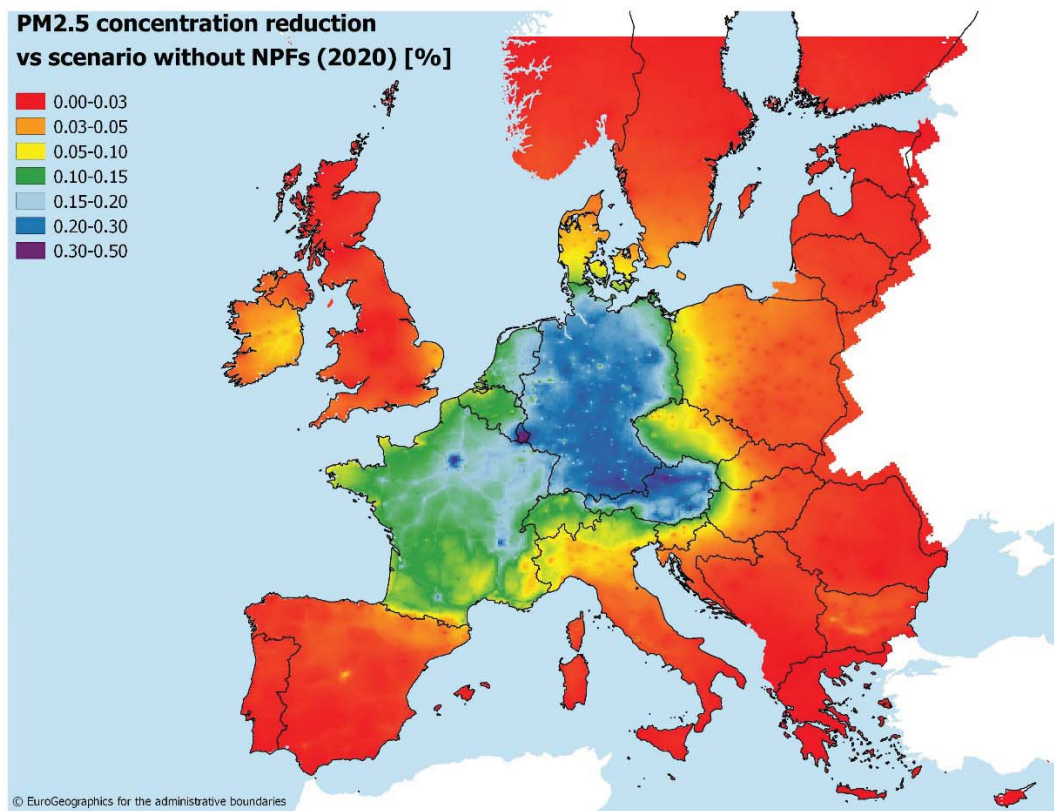 PM2.5 concentration reduction
vs scenario without NPFs (2020) [%]
0.00-0.03
0.03-0.05
0.05-0.10
0.10-0.15
0.15-0.20
0.20-0.30
0.30-0.50
© EuroGeographics for the administrative boundaries